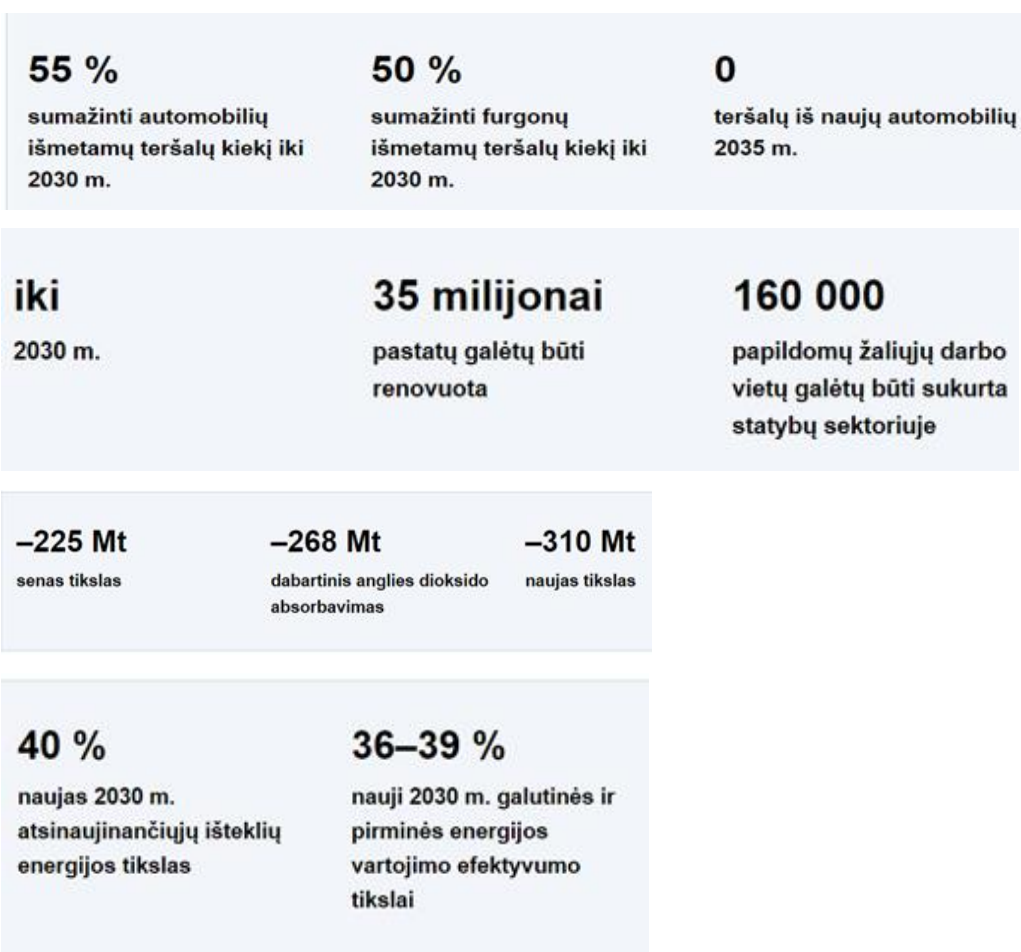 55 %
sumažinti automobilių
išmetamų teršalų kiekį iki
2030 m.
50 %
sumažinti furgonų
išmetamų teršalų kiekį iki
2030 m.
0
teršalų iš naujų automobilių
2035 m.
iki
2030 m.
35 milijonai
pastatų galėtų būti
renovuota
160 000
papildomų žaliųjų darbo
vietų galėtų būti sukurta
statybų sektoriuje
–225 Mt
senas tikslas
–268 Mt
dabartinis anglies dioksido
absorbavimas
–310 Mt
naujas tikslas
40 %
naujas 2030 m.
atsinaujinančiųjų išteklių
energijos tikslas
36–39 %
nauji 2030 m. galutinės ir
pirminės energijos
vartojimo efektyvumo
tikslai